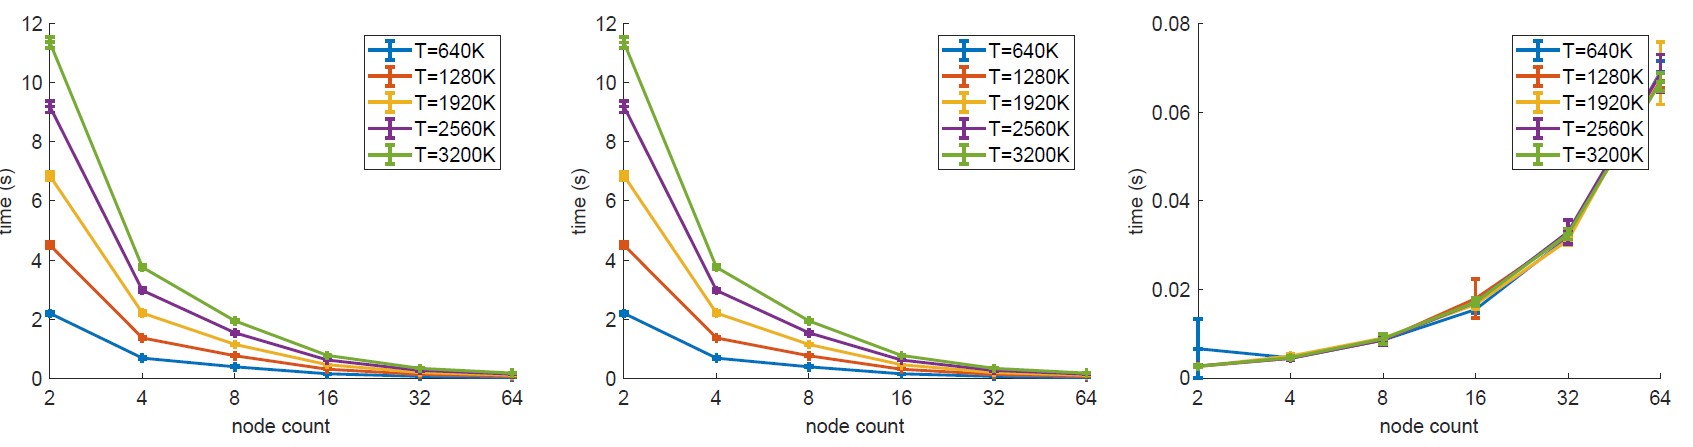 12
10
8
6
4
2
0
time (s)
2 4 8 16 32 64
node count
T=640K
T=1280K
T=1920K
T=2560K
T=3200K
12
10
8
6
4
2
0
time (s)
2 4 8 16 32 64
node count
T=640K
T=1280K
T=1920K
T=2560K
T=3200K
0.08
0.06
0.04
0.02
0
time (s)
2 4 8 16 32 64
node count
T=640K
T=1280K
T=1920K
T=2560K
T=3200K